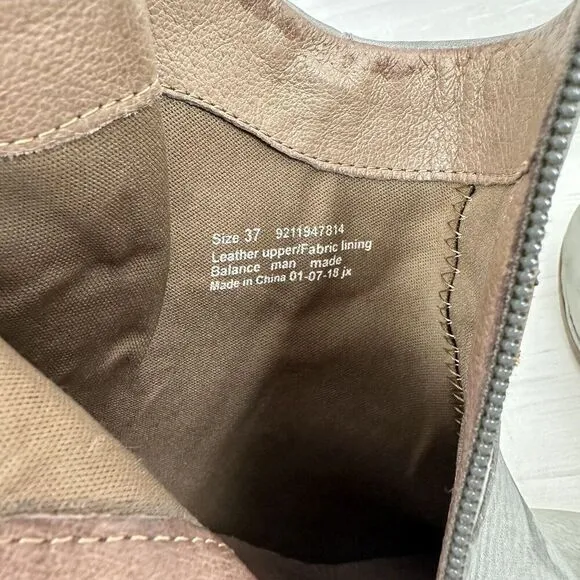 Size 37 9211947814
Leather upper/Fabric lining
Balance man made
Made in China 01-07-18 jx